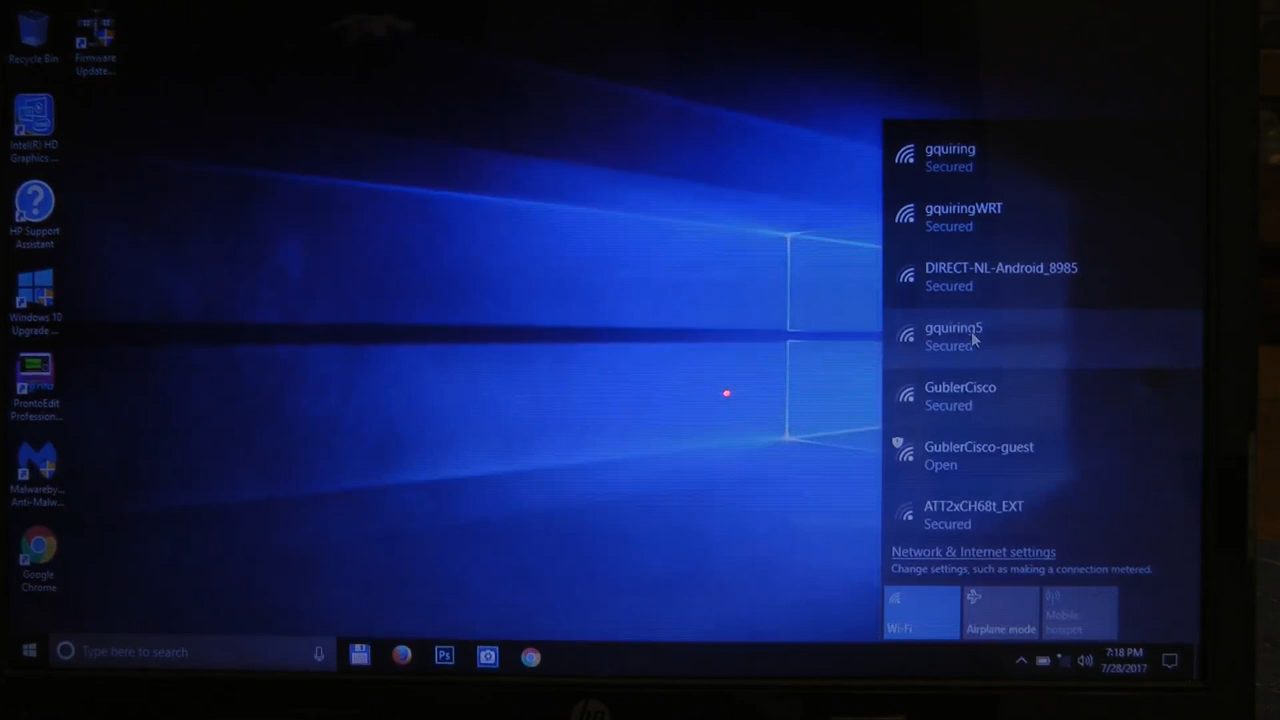 Recycle Bin
Firmware
Update...
Intel(R) HD
Graphics ...
HP Support
Assistant
Windows 10
Upgrade ...
ProntoEdit
Profession...
Malwareby...
Anti-Malw...
Google
Chrome
gquiring
Secured
gquiringWRT
Secured
DIRECT-NL-Android_8985
Secured
gquiring5
Secured
GublerCisco
Secured
GublerCisco-guest
Open
ATT2xCH68t_EXT
Secured
Network & Internet settings
Change settings, such as making a connection metered.
Wi-Fi
Airplane mode
Mobile
hotspot
Type here to search
Ps
7:18 PM
7/28/2017
hp